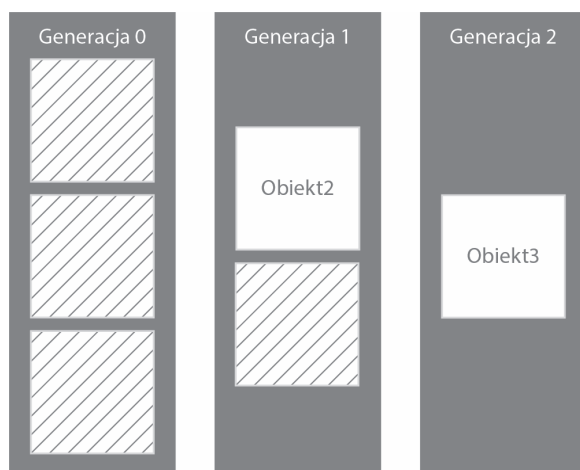 Generacja 0
Generacja 1
Generacja 2
Obiekt2
Obiekt3